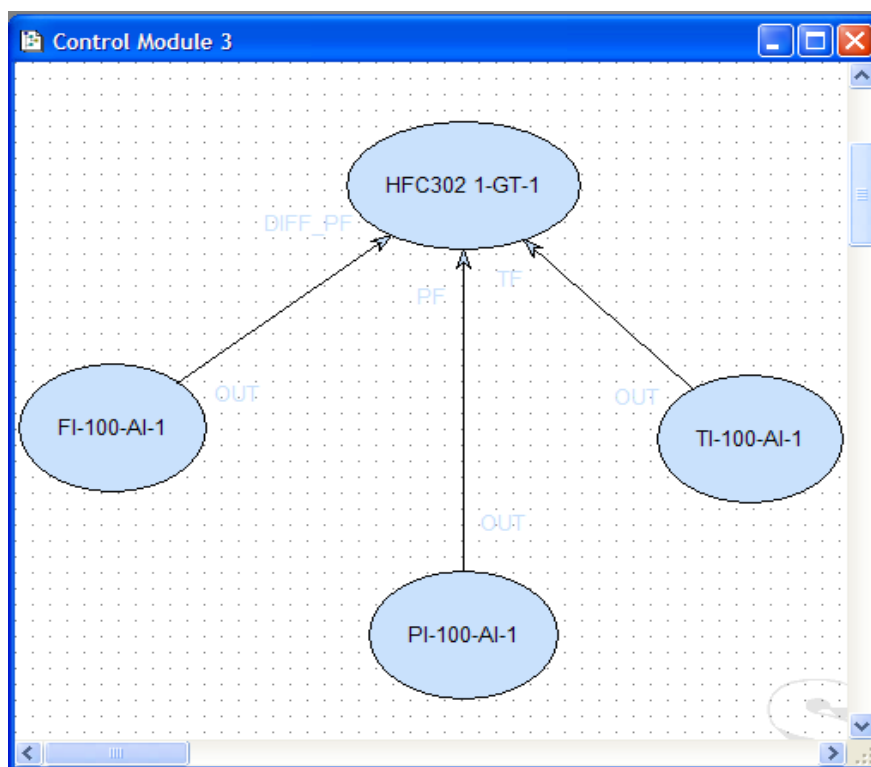 Control Module 3
HFC302 1-GT-1
DIFF_PF
PF
TF
OUT
OUT
FI-100-AI-1
TI-100-AI-1
OUT
PI-100-AI-1